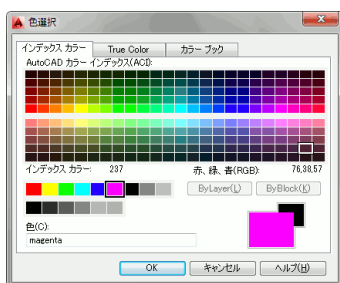 色選択
インデックス カラー True Color カラー ブック
AutoCAD カラー インデックス(ACI):
インデックス カラー: 237 赤、緑、青(RGB): 76,38,57
ByLayer(L) ByBlock(K)
色(C):
magenta
OK キャンセル ヘルプ(H)